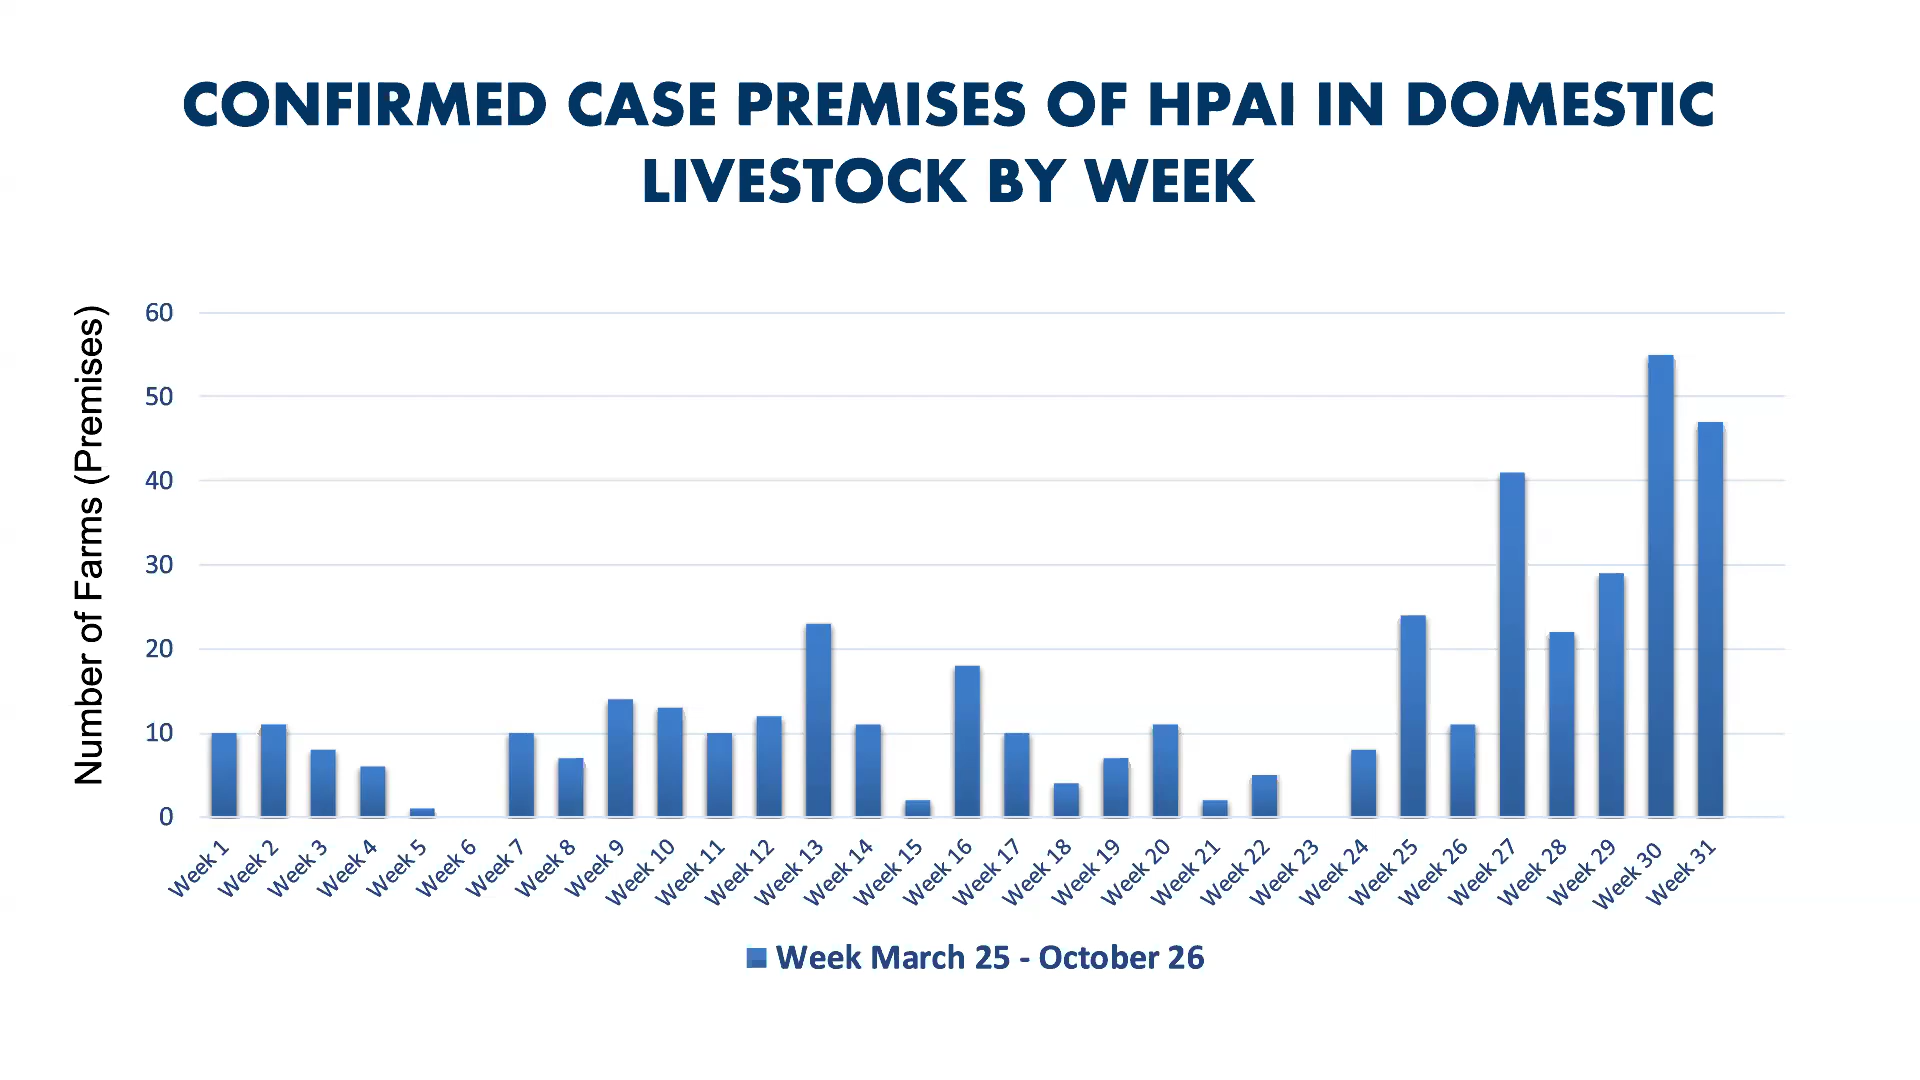 CONFIRMED CASE PREMISES OF HPAI IN DOMESTIC
LIVESTOCK BY WEEK
Number of Farms (Premises)
60
50
40
30
20
10
0
Week 1
Week 2
Week 3
Week 4
Week 5
Week 6
Week 7
Week 8
Week 9
Week 10
Week 11
Week 12
Week 13
Week 14
Week 15
Week 16
Week 17
Week 18
Week 19
Week 20
Week 21
Week 22
Week 23
Week 24
Week 25
Week 26
Week 27
Week 28
Week 29
Week 30
Week 31
Week March 25 - October 26